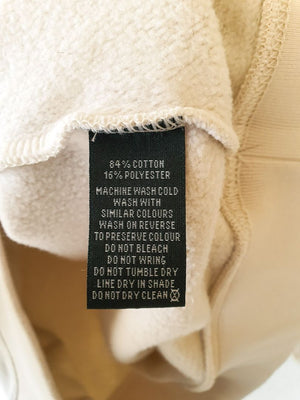 84% COTTON
16% POLYESTER
MACHINE WASH COLD
WASH WITH
SIMILAR COLOURS
WASH ON REVERSE
TO PRESERVE COLOUR
DO NOT BLEACH
DO NOT WRING
DO NOT TUMBLE DRY
LINE DRY IN SHADE
DO NOT DRY CLEAN